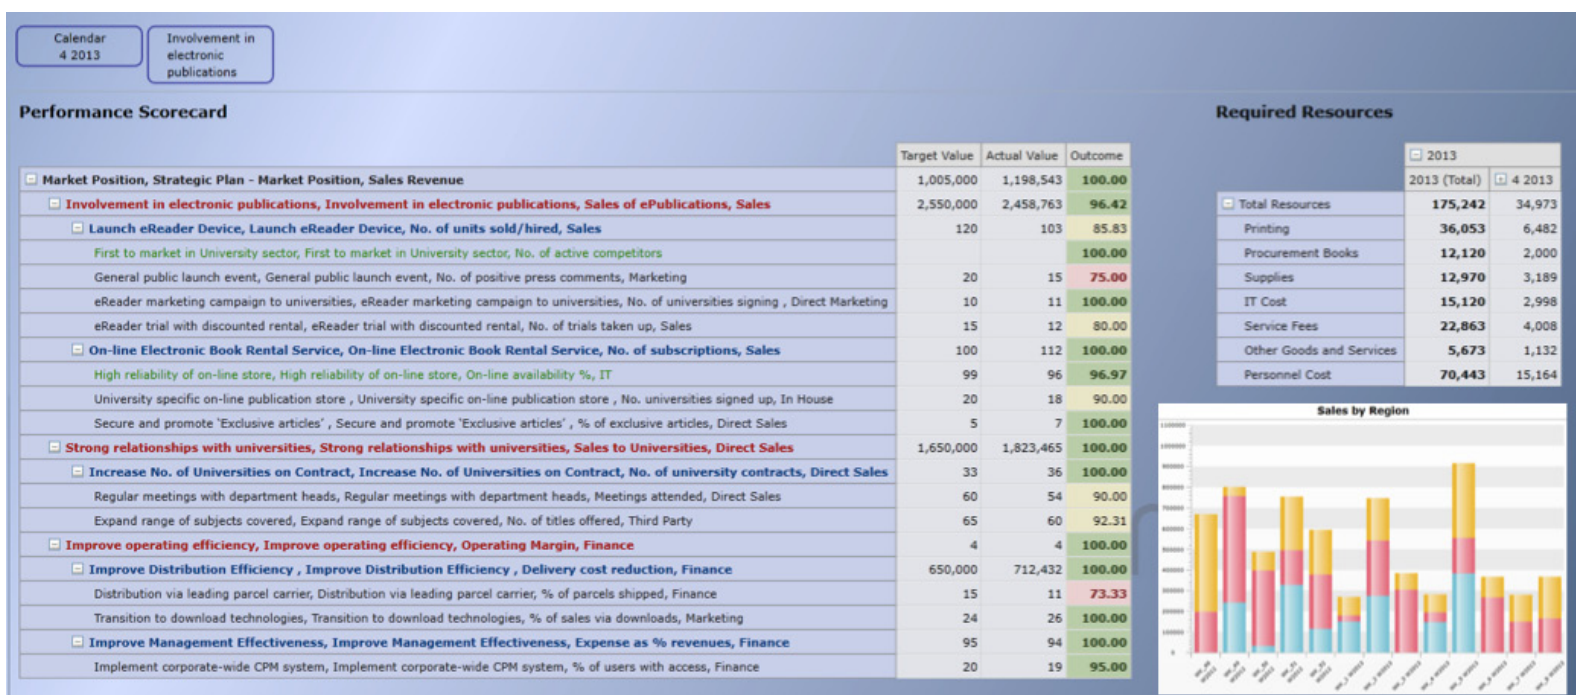 Calendar
4 2013
Involvement in
electronic
publications
Performance Scorecard
Target Value Actual Value Outcome
Market Position, Strategic Plan - Market Position, Sales Revenue 1,005,000 1,198,543 100.00
Involvement in electronic publications, Involvement in electronic publications, Sales of ePublications, Sales 2,550,000 2,458,763 96.42
Launch eReader Device, Launch eReader Device, No. of units sold/hired, Sales 120 103 85.83
First to market in University sector, First to market in University sector, No. of active competitors 100.00
General public launch event, General public launch event, No. of positive press comments, Marketing 20 15 75.00
eReader marketing campaign to universities, eReader marketing campaign to universities, No. of universities signing , Direct Marketing 10 11 100.00
eReader trial with discounted rental, eReader trial with discounted rental, No. of trials taken up, Sales 15 12 80.00
On-line Electronic Book Rental Service, On-line Electronic Book Rental Service, No. of subscriptions, Sales 100 112 100.00
High reliability of on-line store, High reliability of on-line store, On-line availability %, IT 99 96 96.97
University specific on-line publication store , University specific on-line publication store , No. universities signed up, In House 20 18 90.00
Secure and promote 'Exclusive articles' , Secure and promote 'Exclusive articles' , % of exclusive articles, Direct Sales 5 7 100.00
Strong relationships with universities, Strong relationships with universities, Sales to Universities, Direct Sales 1,650,000 1,823,465 100.00
Increase No. of Universities on Contract, Increase No. of Universities on Contract, No. of university contracts, Direct Sales 33 36 100.00
Regular meetings with department heads, Regular meetings with department heads, Meetings attended, Direct Sales 60 54 90.00
Expand range of subjects covered, Expand range of subjects covered, No. of titles offered, Third Party 65 60 92.31
Improve operating efficiency, Improve operating efficiency, Operating Margin, Finance 4 4 100.00
Improve Distribution Efficiency , Improve Distribution Efficiency , Delivery cost reduction, Finance 650,000 712,432 100.00
Distribution via leading parcel carrier, Distribution via leading parcel carrier, % of parcels shipped, Finance 15 11 73.33
Transition to download technologies, Transition to download technologies, % of sales via downloads, Marketing 24 26 100.00
Improve Management Effectiveness, Improve Management Effectiveness, Expense as % revenues, Finance 95 94 100.00
Implement corporate-wide CPM system, Implement corporate-wide CPM system, % of users with access, Finance 20 19 95.00
Required Resources
2013
2013 (Total) 4 2013
Total Resources 175,242 34,973
Printing 36,053 6,482
Procurement Books 12,120 2,000
Supplies 12,970 3,189
IT Cost 15,120 2,998
Service Fees 22,863 4,008
Other Goods and Services 5,673 1,132
Personnel Cost 70,443 15,164
Sales by Region
1100000
1000000
900000
800000
700000
600000
500000
400000
300000
200000
100000
0